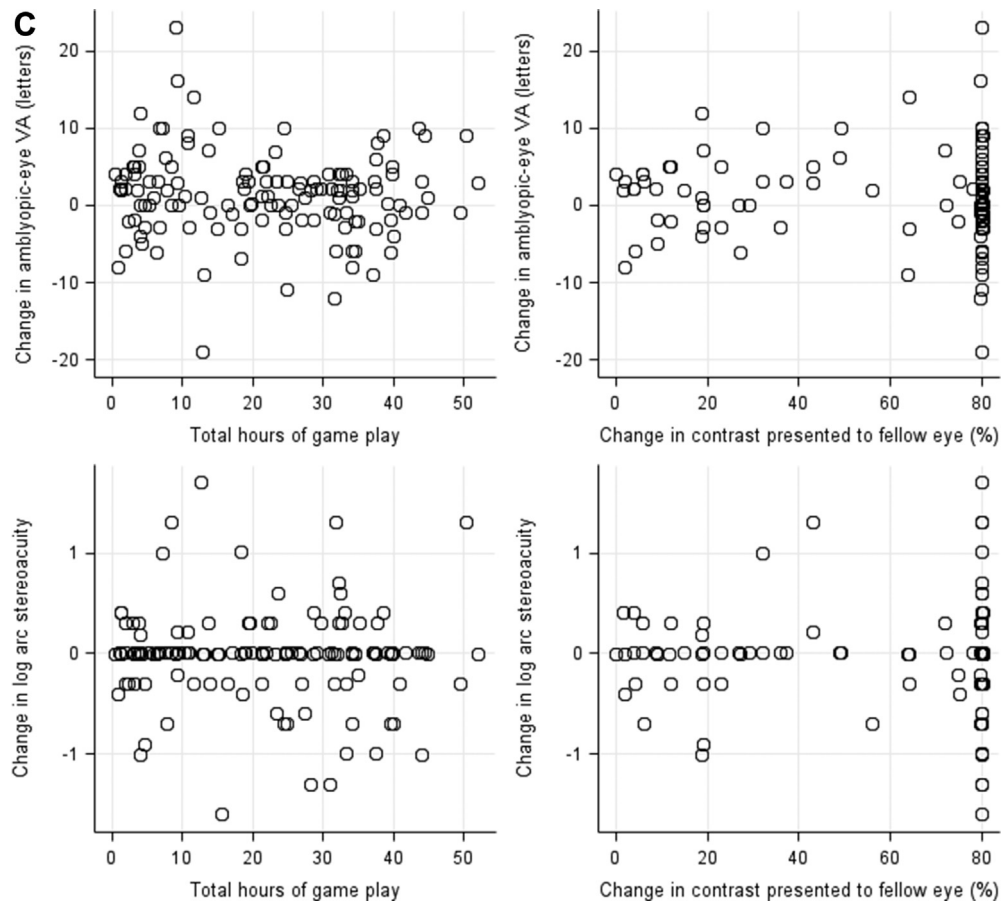 C
Change in amblyopic-eye VA (letters)
20
10
0
-10
-20
0 10 20 30 40 50
Total hours of game play
Change in amblyopic-eye VA (letters)
20
10
0
-10
-20
0 20 40 60 80
Change in contrast presented to fellow eye (%)
Change in log arc stereoacuity
1
0
-1
0 10 20 30 40 50
Total hours of game play
Change in log arc stereoacuity
1
0
-1
0 20 40 60 80
Change in contrast presented to fellow eye (%)